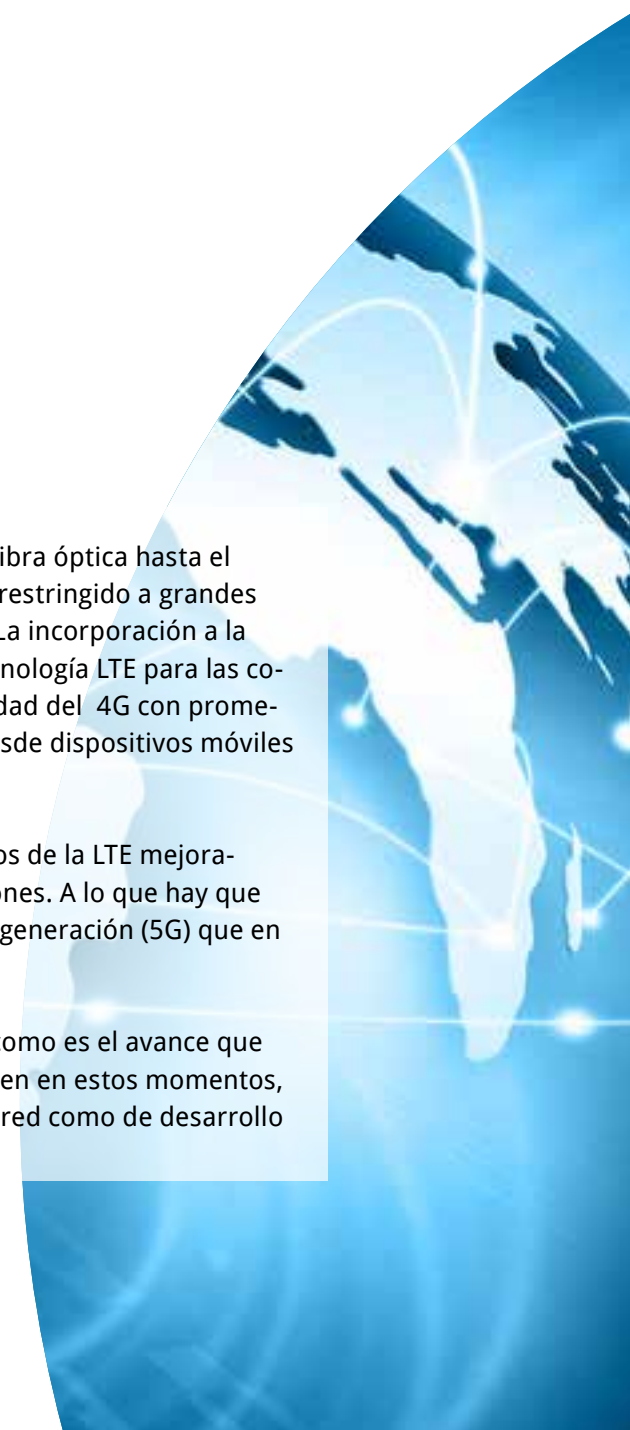 ibra óptica hasta el
restringido a grandes
La incorporación a la
nología LTE para las co-
dad del 4G con prome-
sde dispositivos móviles
os de la LTE mejora-
ones. A lo que hay que
generación (5G) que en
como es el avance que
en en estos momentos,
red como de desarrollo